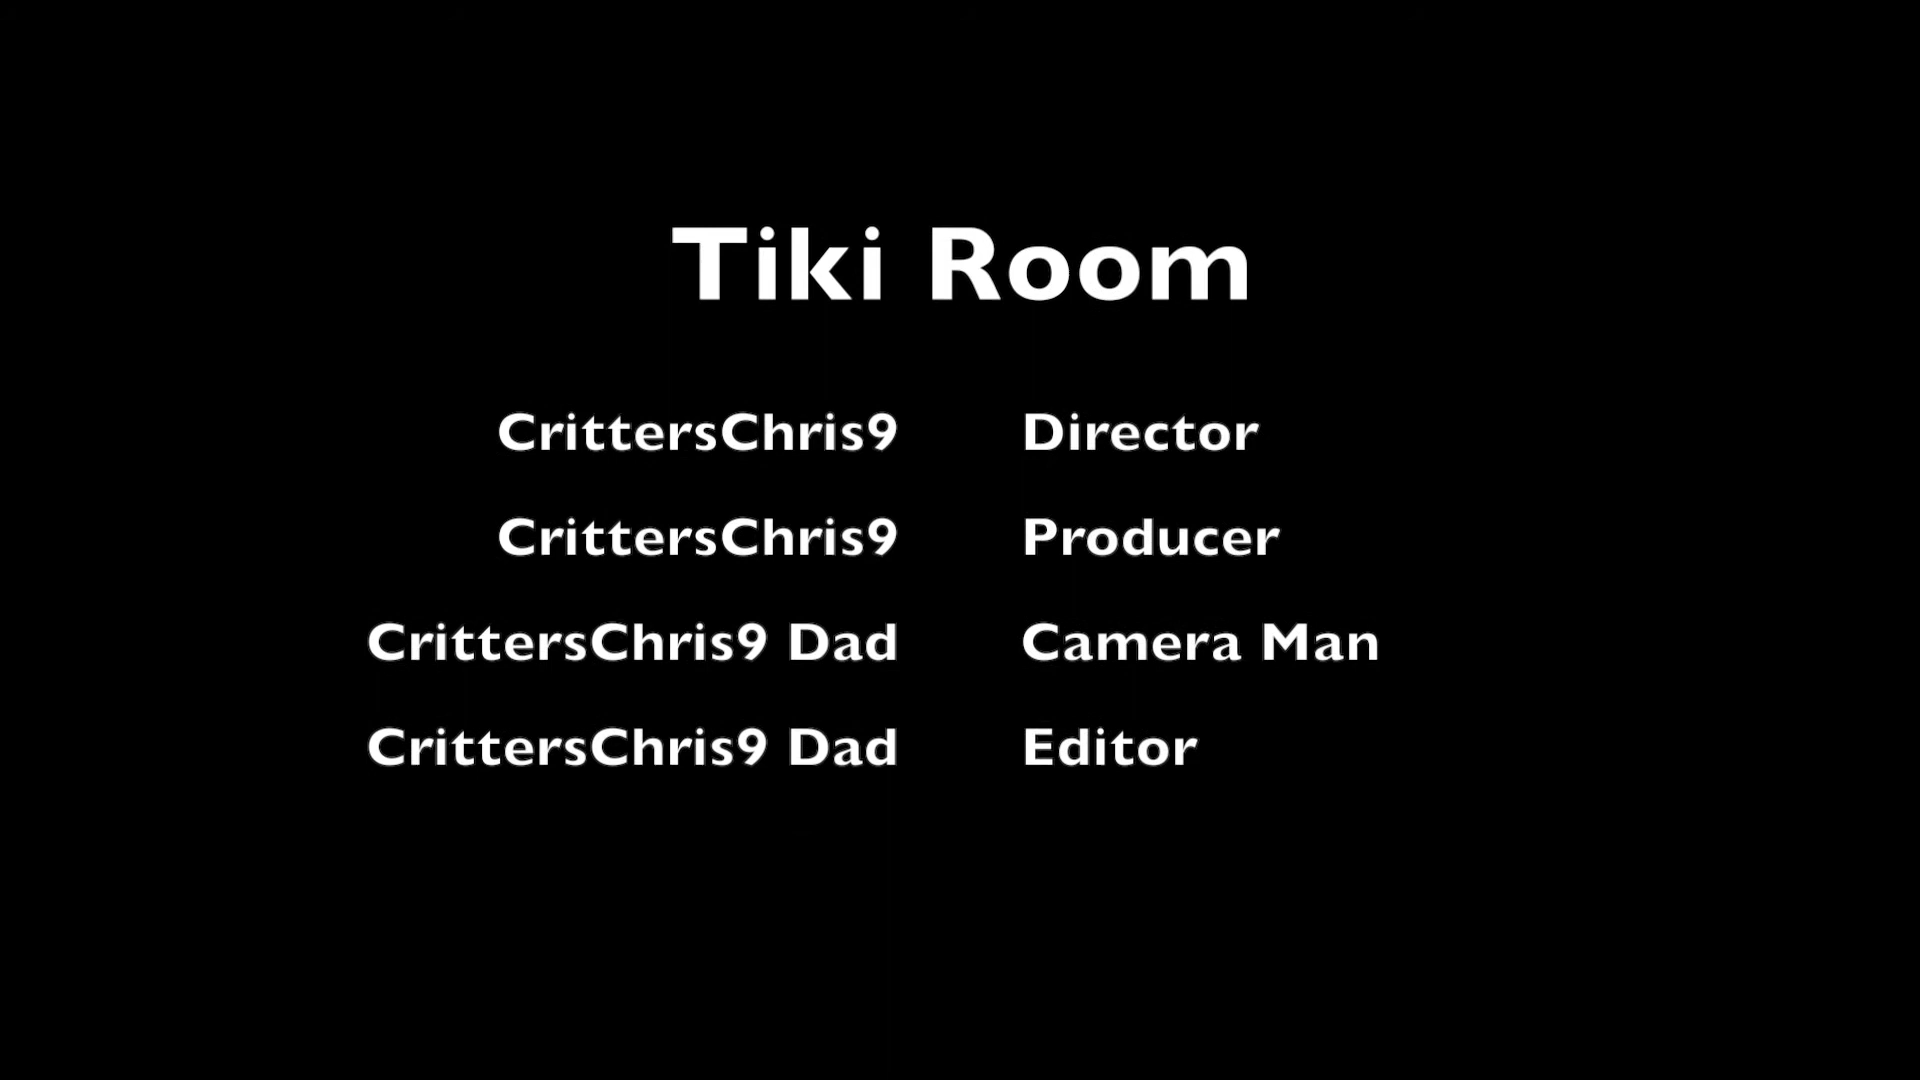 Tiki Room
CrittersChris9 Director
CrittersChris9 Producer
CrittersChris9 Dad Camera Man
CrittersChris9 Dad Editor